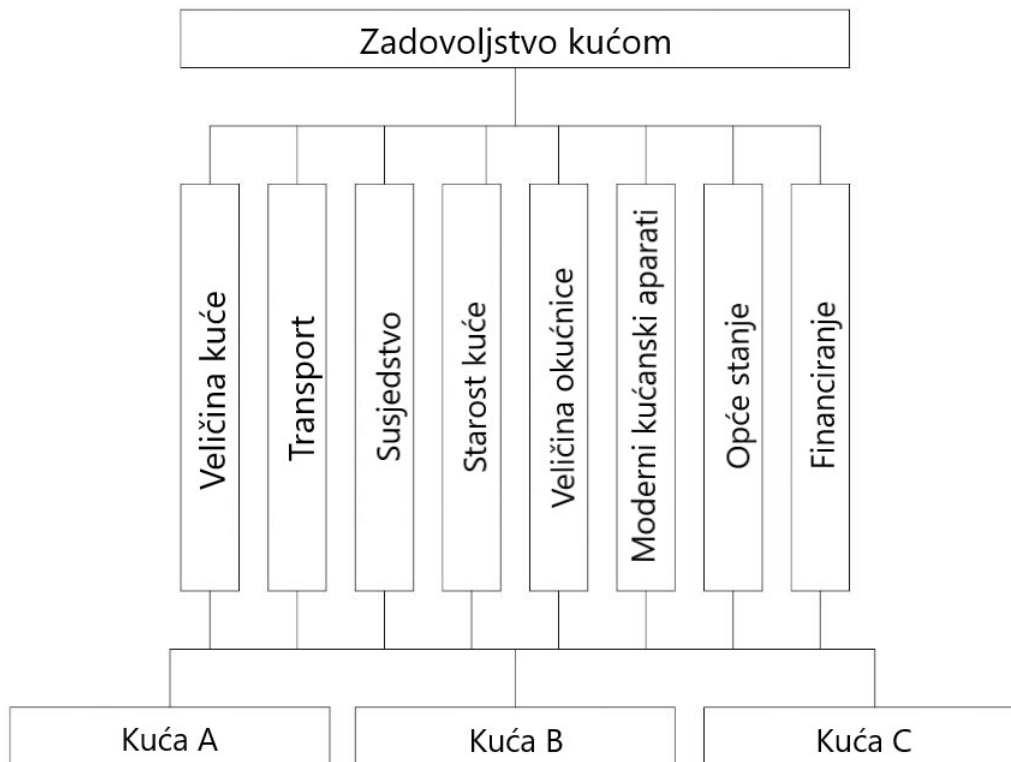 Zadovoljstvo kućom
Veličina kuće
Transport
Susjedstvo
Starost kuće
Veličina okućnice
Moderni kućanski aparati
Opće stanje
Financiranje
Kuća A
Kuća B
Kuća C